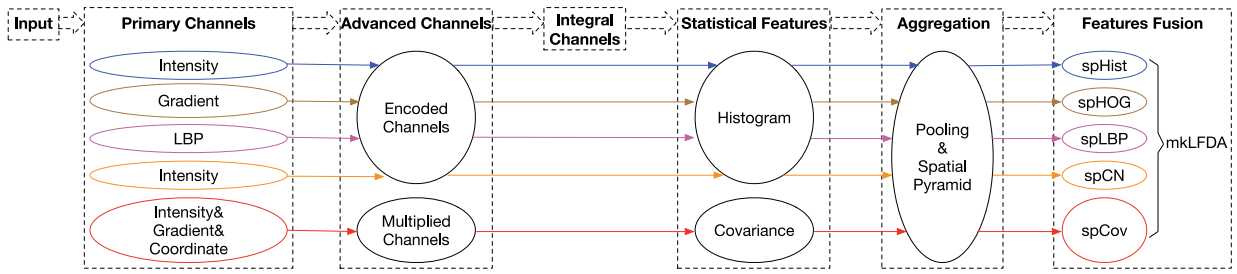 Input
Primary Channels
Advanced Channels
Integral
Channels
Statistical Features
Aggregation
Features Fusion
Intensity
Gradient
LBP
Intensity
Intensity&
Gradient&
Coordinate
Encoded
Channels
Multiplied
Channels
Histogram
Covariance
Pooling
&
Spatial
Pyramid
spHist
spHOG
spLBP
spCN
spCov
mkLFDA